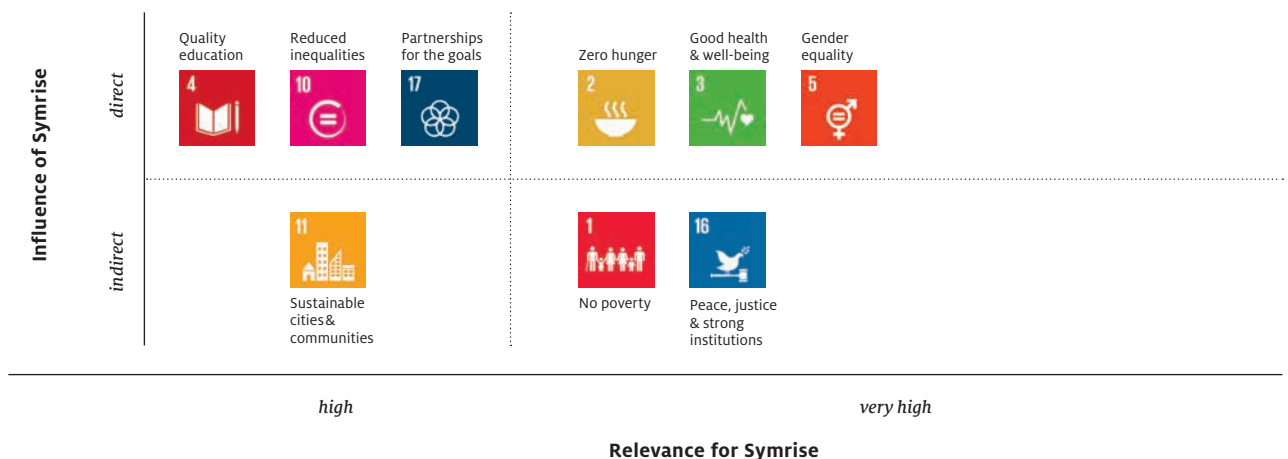 Influence of Symrise
direct
indirect
Quality
education
4
Reduced
inequalities
10
Partnerships
for the goals
17
Zero hunger
2
Good health
& well-being
3
Gender
equality
5
11
Sustainable
cities &
communities
1
No poverty
16
Peace, justice
& strong
institutions
high
very high
Relevance for Symrise